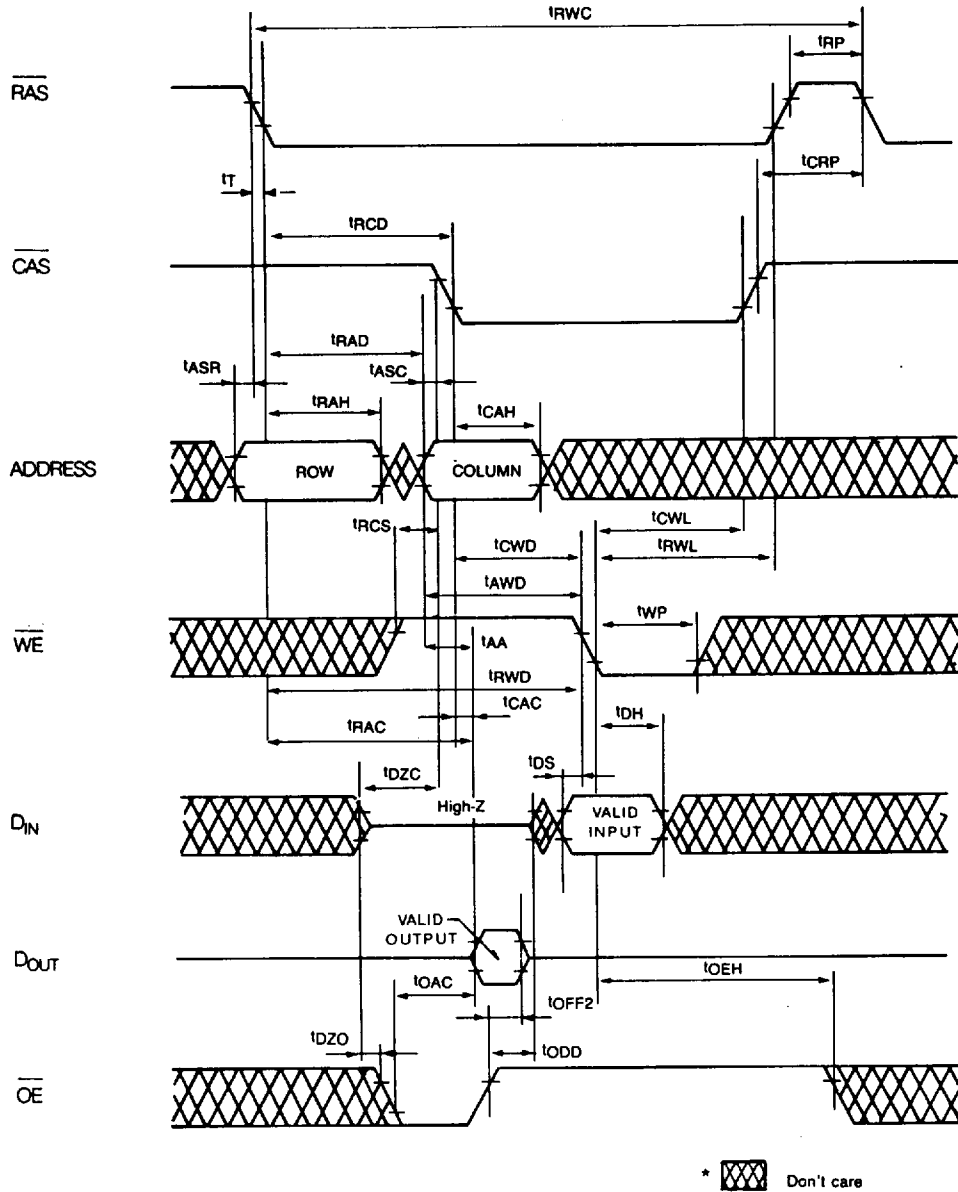 tRWC
tRP
RAS
tCRP
tT
tRCD
CAS
tRAD
tASR
tASC
tRAH
tCAH
ADDRESS
ROW
COLUMN
tRCS
tCWL
tCWD
tRWL
tAWD
tWP
WE
tAA
tRWD
tCAC
tDH
tRAC
tDS
tDZC
High-Z
DIN
VALID
INPUT
VALID
OUTPUT
DOUT
tOEH
tOAC
tOFF2
tDZO
tODD
OE
* Don't care